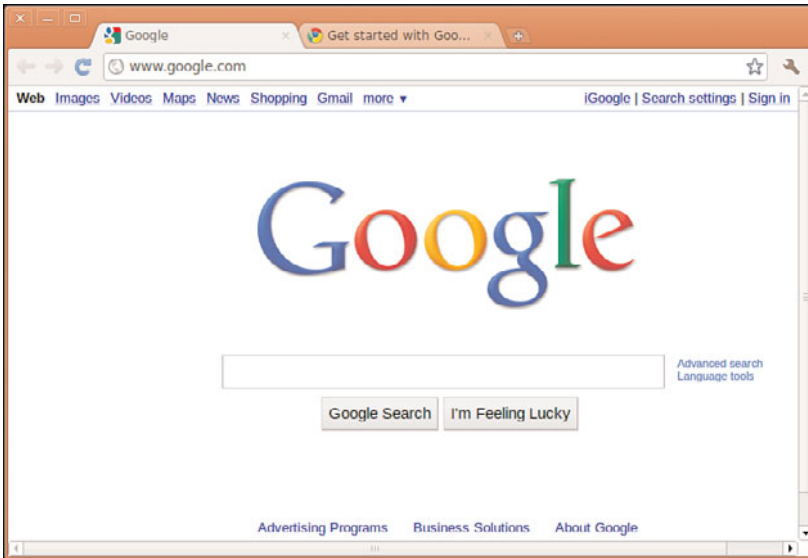 Google
Get started with Goo...
www.google.com
Web Images Videos Maps News Shopping Gmail more ▼
iGoogle | Search settings | Sign in
Google
Advanced search
Language tools
Google Search
I'm Feeling Lucky
Advertising Programs
Business Solutions
About Google